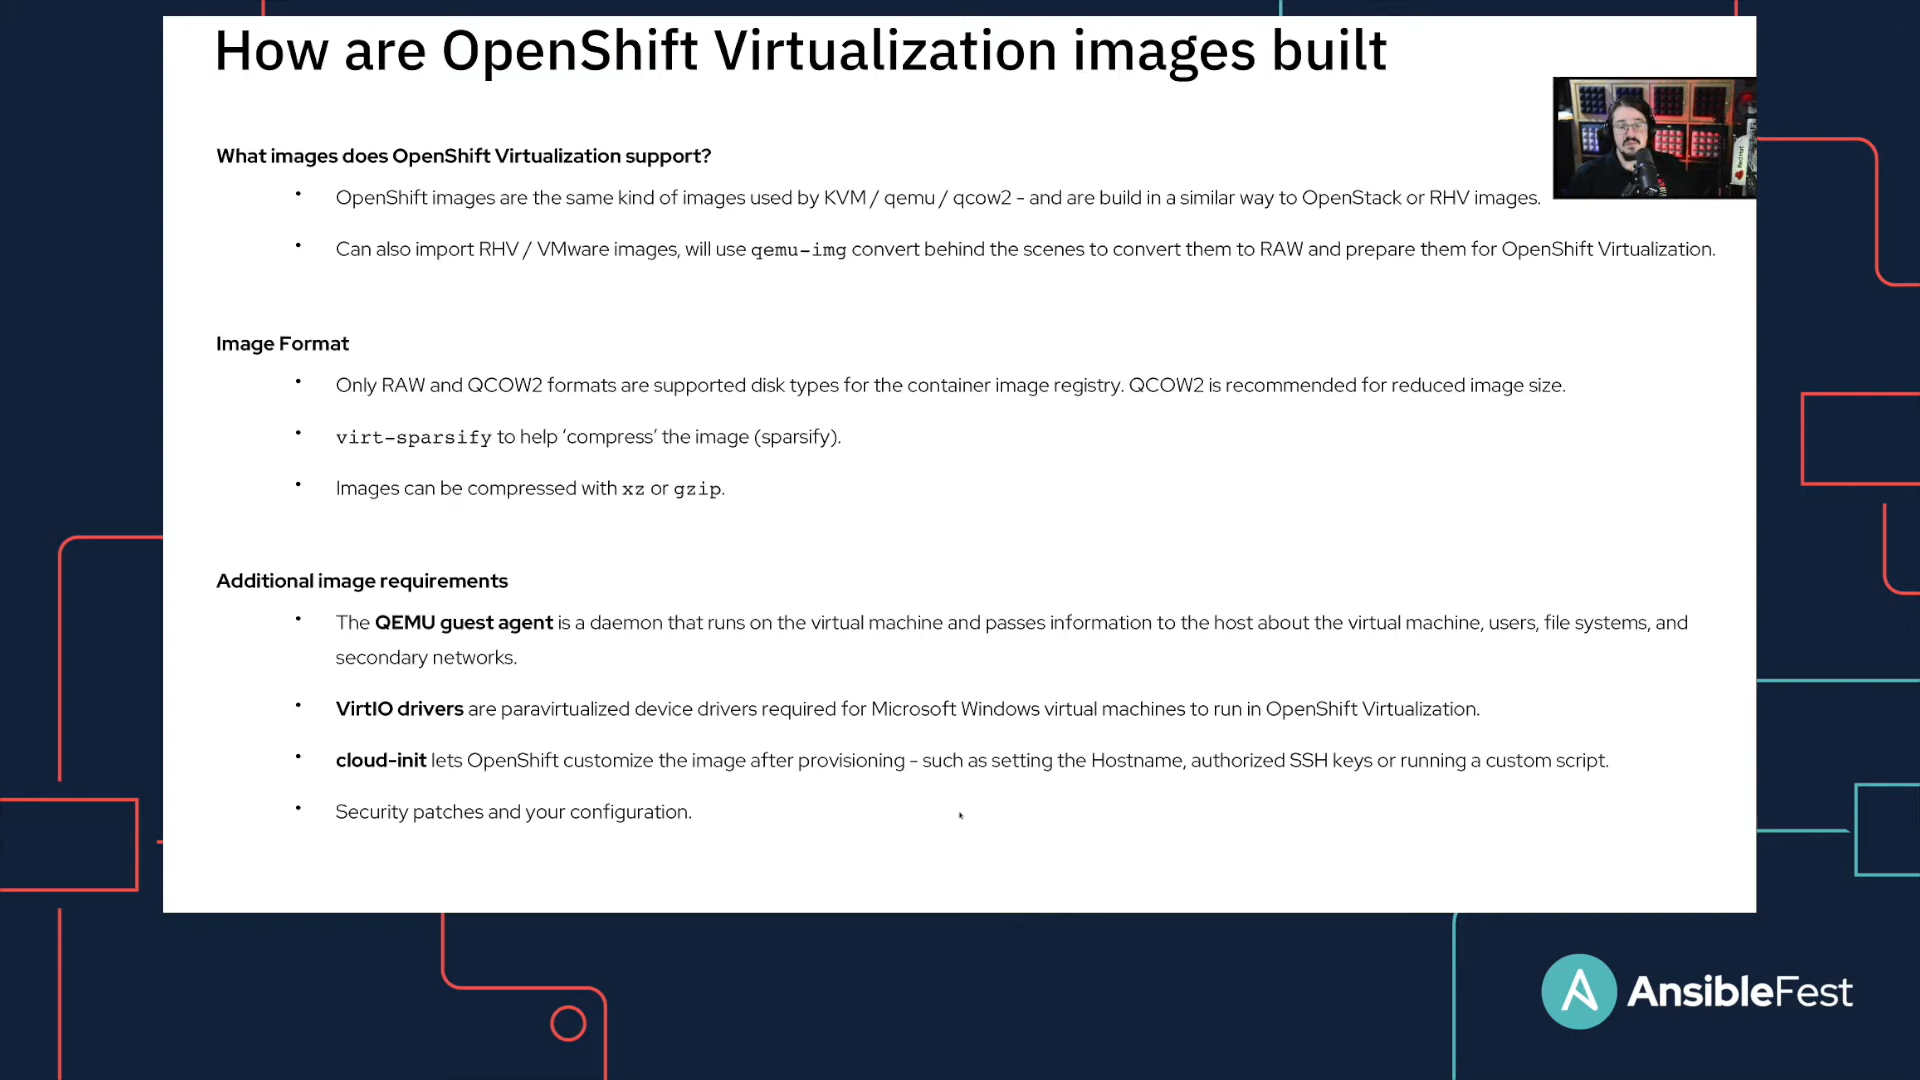 How are OpenShift Virtualization images built
What images does OpenShift Virtualization support?
• OpenShift images are the same kind of images used by KVM / qemu / qcow2 - and are build in a similar way to OpenStack or RHV images.
• Can also import RHV / VMware images, will use qemu-img convert behind the scenes to convert them to RAW and prepare them for OpenShift Virtualization.
Image Format
• Only RAW and QCOW2 formats are supported disk types for the container image registry. QCOW2 is recommended for reduced image size.
• virt-sparsify to help ‘compress’ the image (sparsify).
• Images can be compressed with xz or gzip.
Additional image requirements
• The QEMU guest agent is a daemon that runs on the virtual machine and passes information to the host about the virtual machine, users, file systems, and
secondary networks.
• VirtIO drivers are paravirtualized device drivers required for Microsoft Windows virtual machines to run in OpenShift Virtualization.
• cloud-init lets OpenShift customize the image after provisioning - such as setting the Hostname, authorized SSH keys or running a custom script.
• Security patches and your configuration.
Red Hat
AnsibleFest